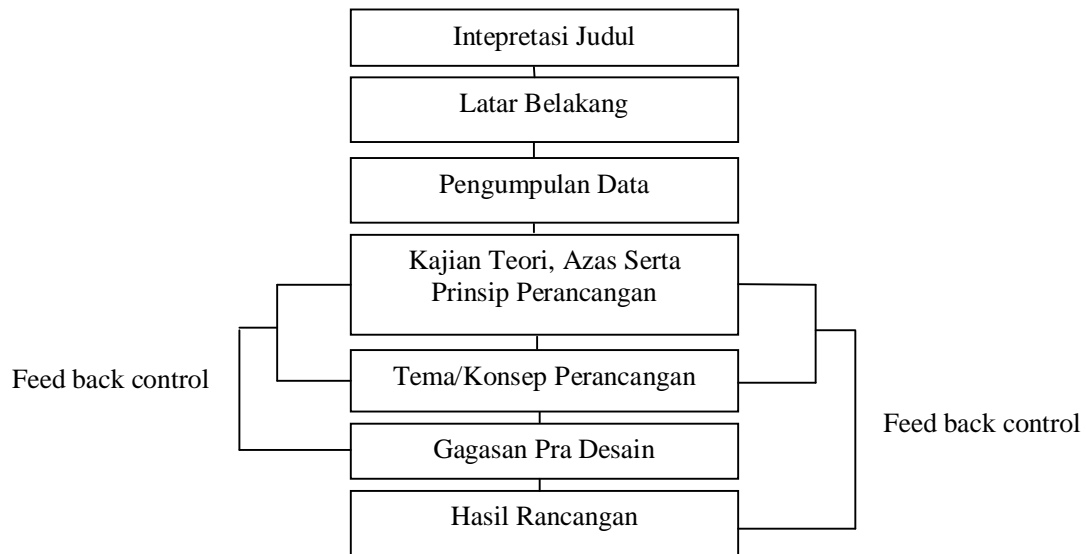 Intepretasi Judul
Latar Belakang
Pengumpulan Data
Kajian Teori, Azas Serta
Prinsip Perancangan
Feed back control
Tema/Konsep Perancangan
Feed back control
Gagasan Pra Desain
Hasil Rancangan